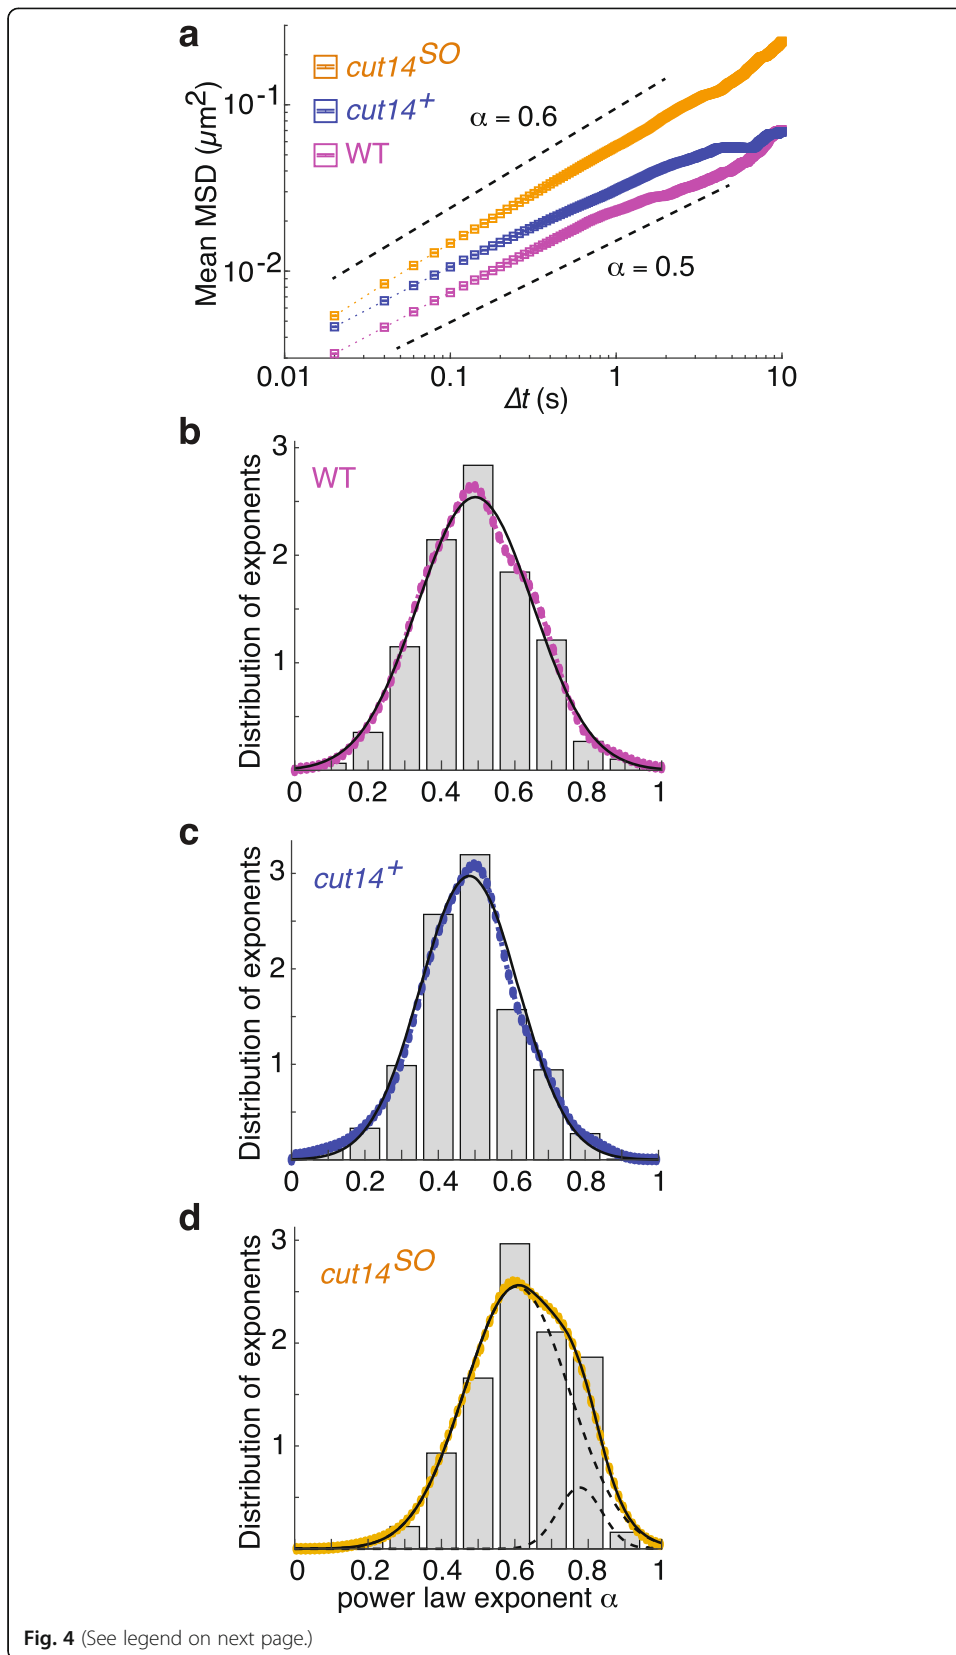 a
cut14^SO
cut14^+
WT
α = 0.6
α = 0.5
Mean MSD (μm²)
10^-1
10^-2
0.01 0.1 1 10
Δt (s)
b
WT
Distribution of exponents
3
2
1
0 0.2 0.4 0.6 0.8 1
c
cut14^+
Distribution of exponents
3
2
1
0 0.2 0.4 0.6 0.8 1
d
cut14^SO
Distribution of exponents
3
2
1
0 0.2 0.4 0.6 0.8 1
power law exponent α
Fig. 4 (See legend on next page.)